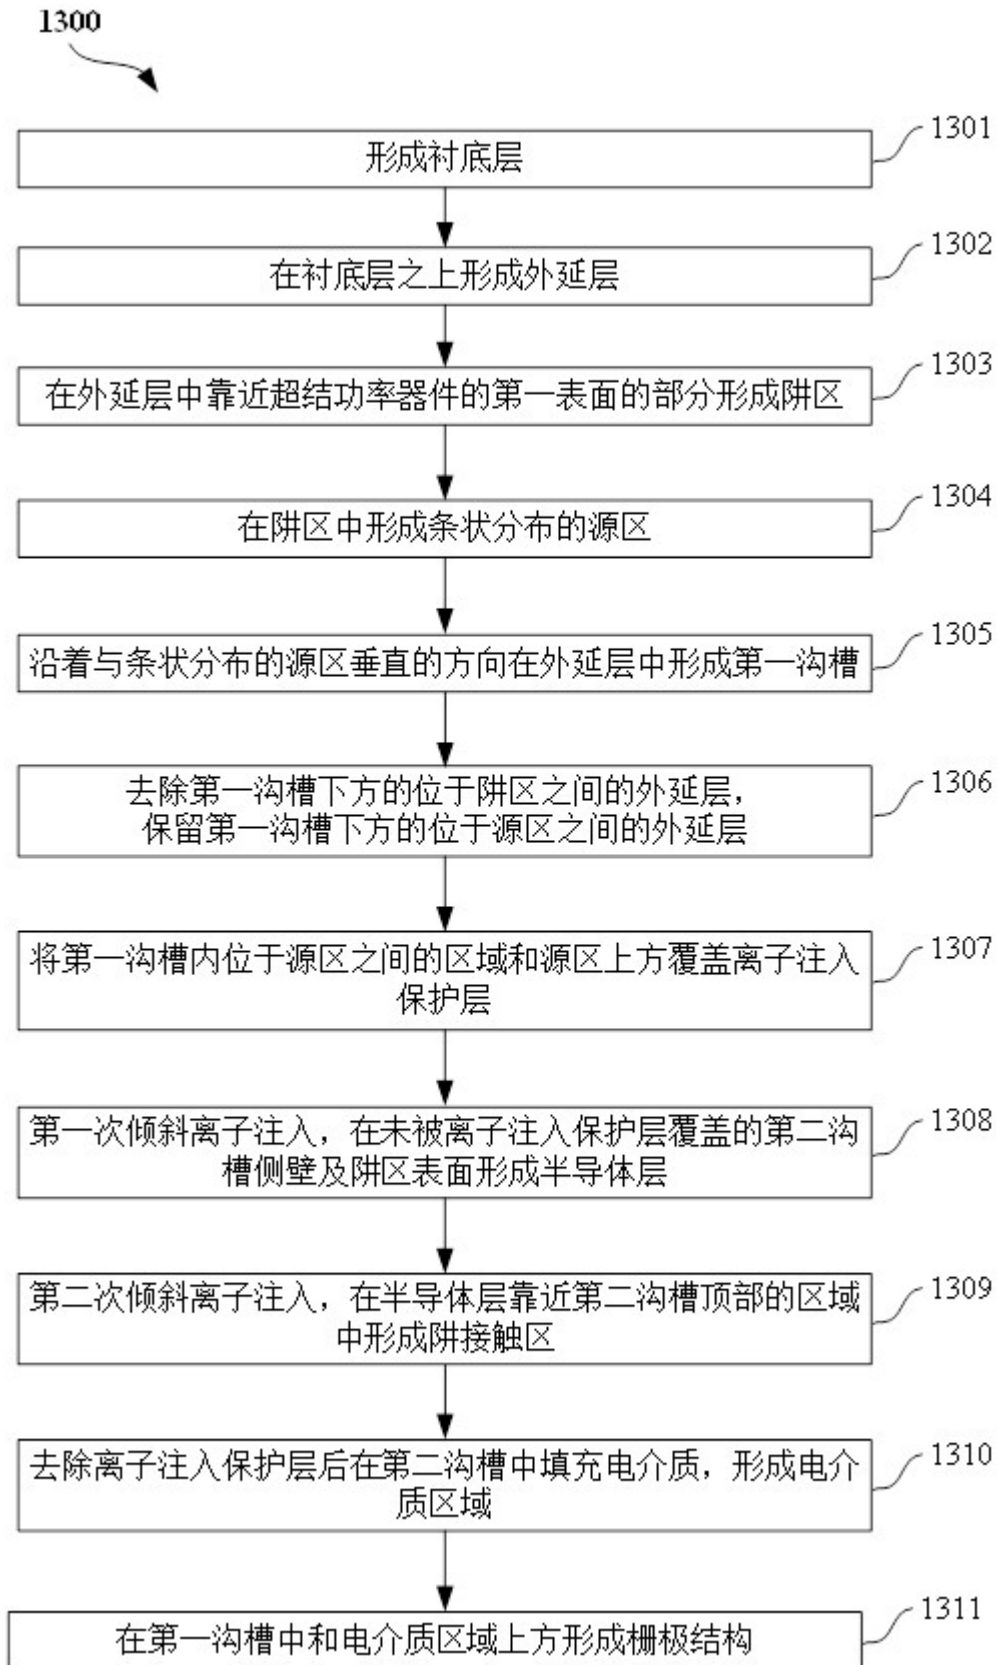 1300
形成衬底层
1301
在衬底层之上形成外延层
1302
在外延层中靠近超结功率器件的第一表面的部分形成阱区
1303
在阱区中形成条状分布的源区
1304
沿着与条状分布的源区垂直的方向在外延层中形成第一沟槽
1305
去除第一沟槽下方的位于阱区之间的外延层，
保留第一沟槽下方的位于源区之间的外延层
1306
将第一沟槽内位于源区之间的区域和源区上方覆盖离子注入
保护层
1307
第一次倾斜离子注入，在未被离子注入保护层覆盖的第二沟
槽侧壁及阱区表面形成半导体层
1308
第二次倾斜离子注入，在半导体层靠近第二沟槽顶部的区域
中形成阱接触区
1309
去除离子注入保护层后在第二沟槽中填充电介质，形成电介
质区域
1310
在第一沟槽中和电介质区域上方形成栅极结构
1311